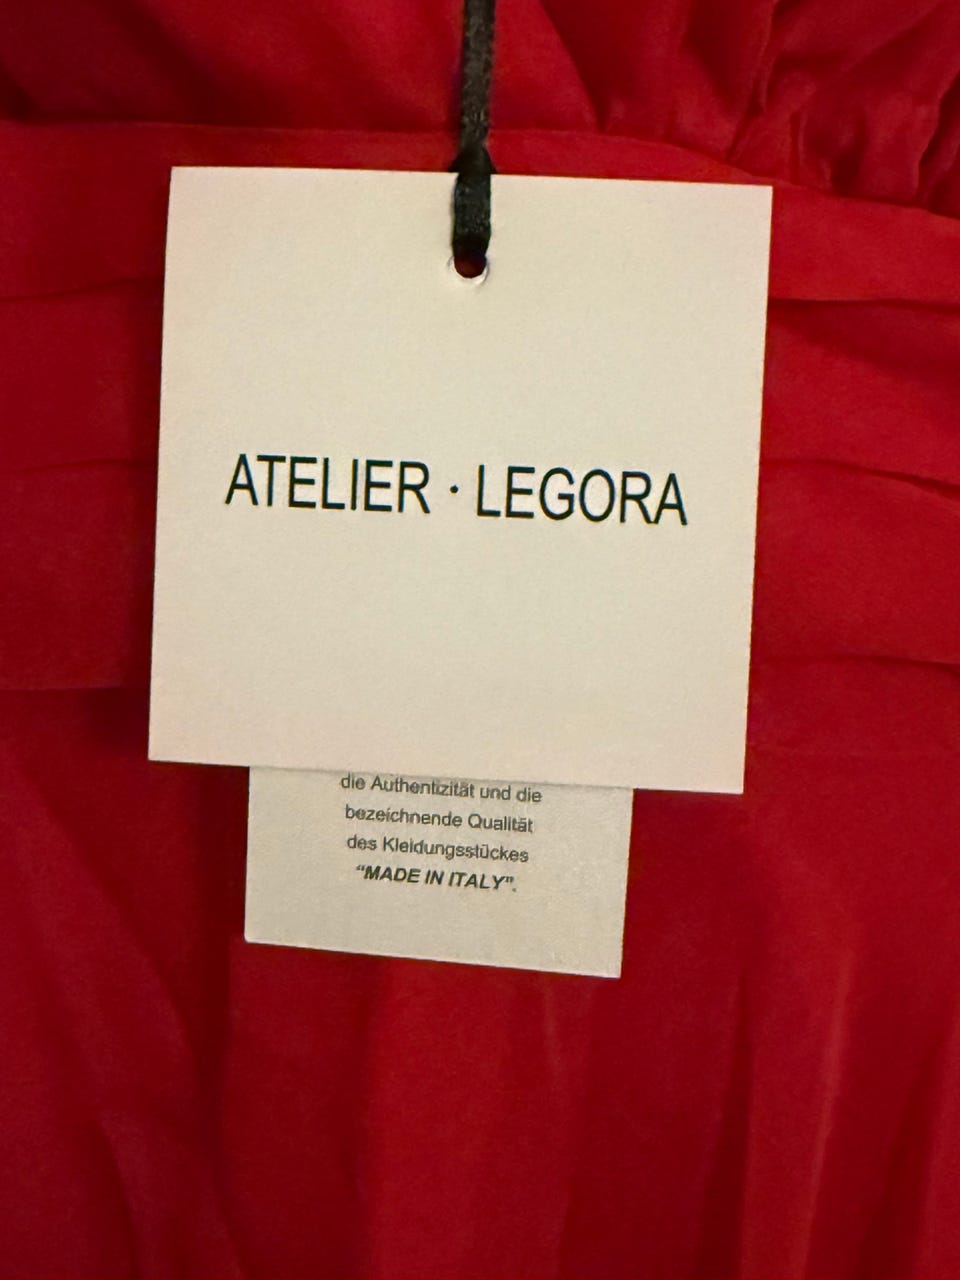 ATELIER · LEGORA
die Authentizität und die
bezeichnende Qualität
des Kleidungsstückes
“MADE IN ITALY”.